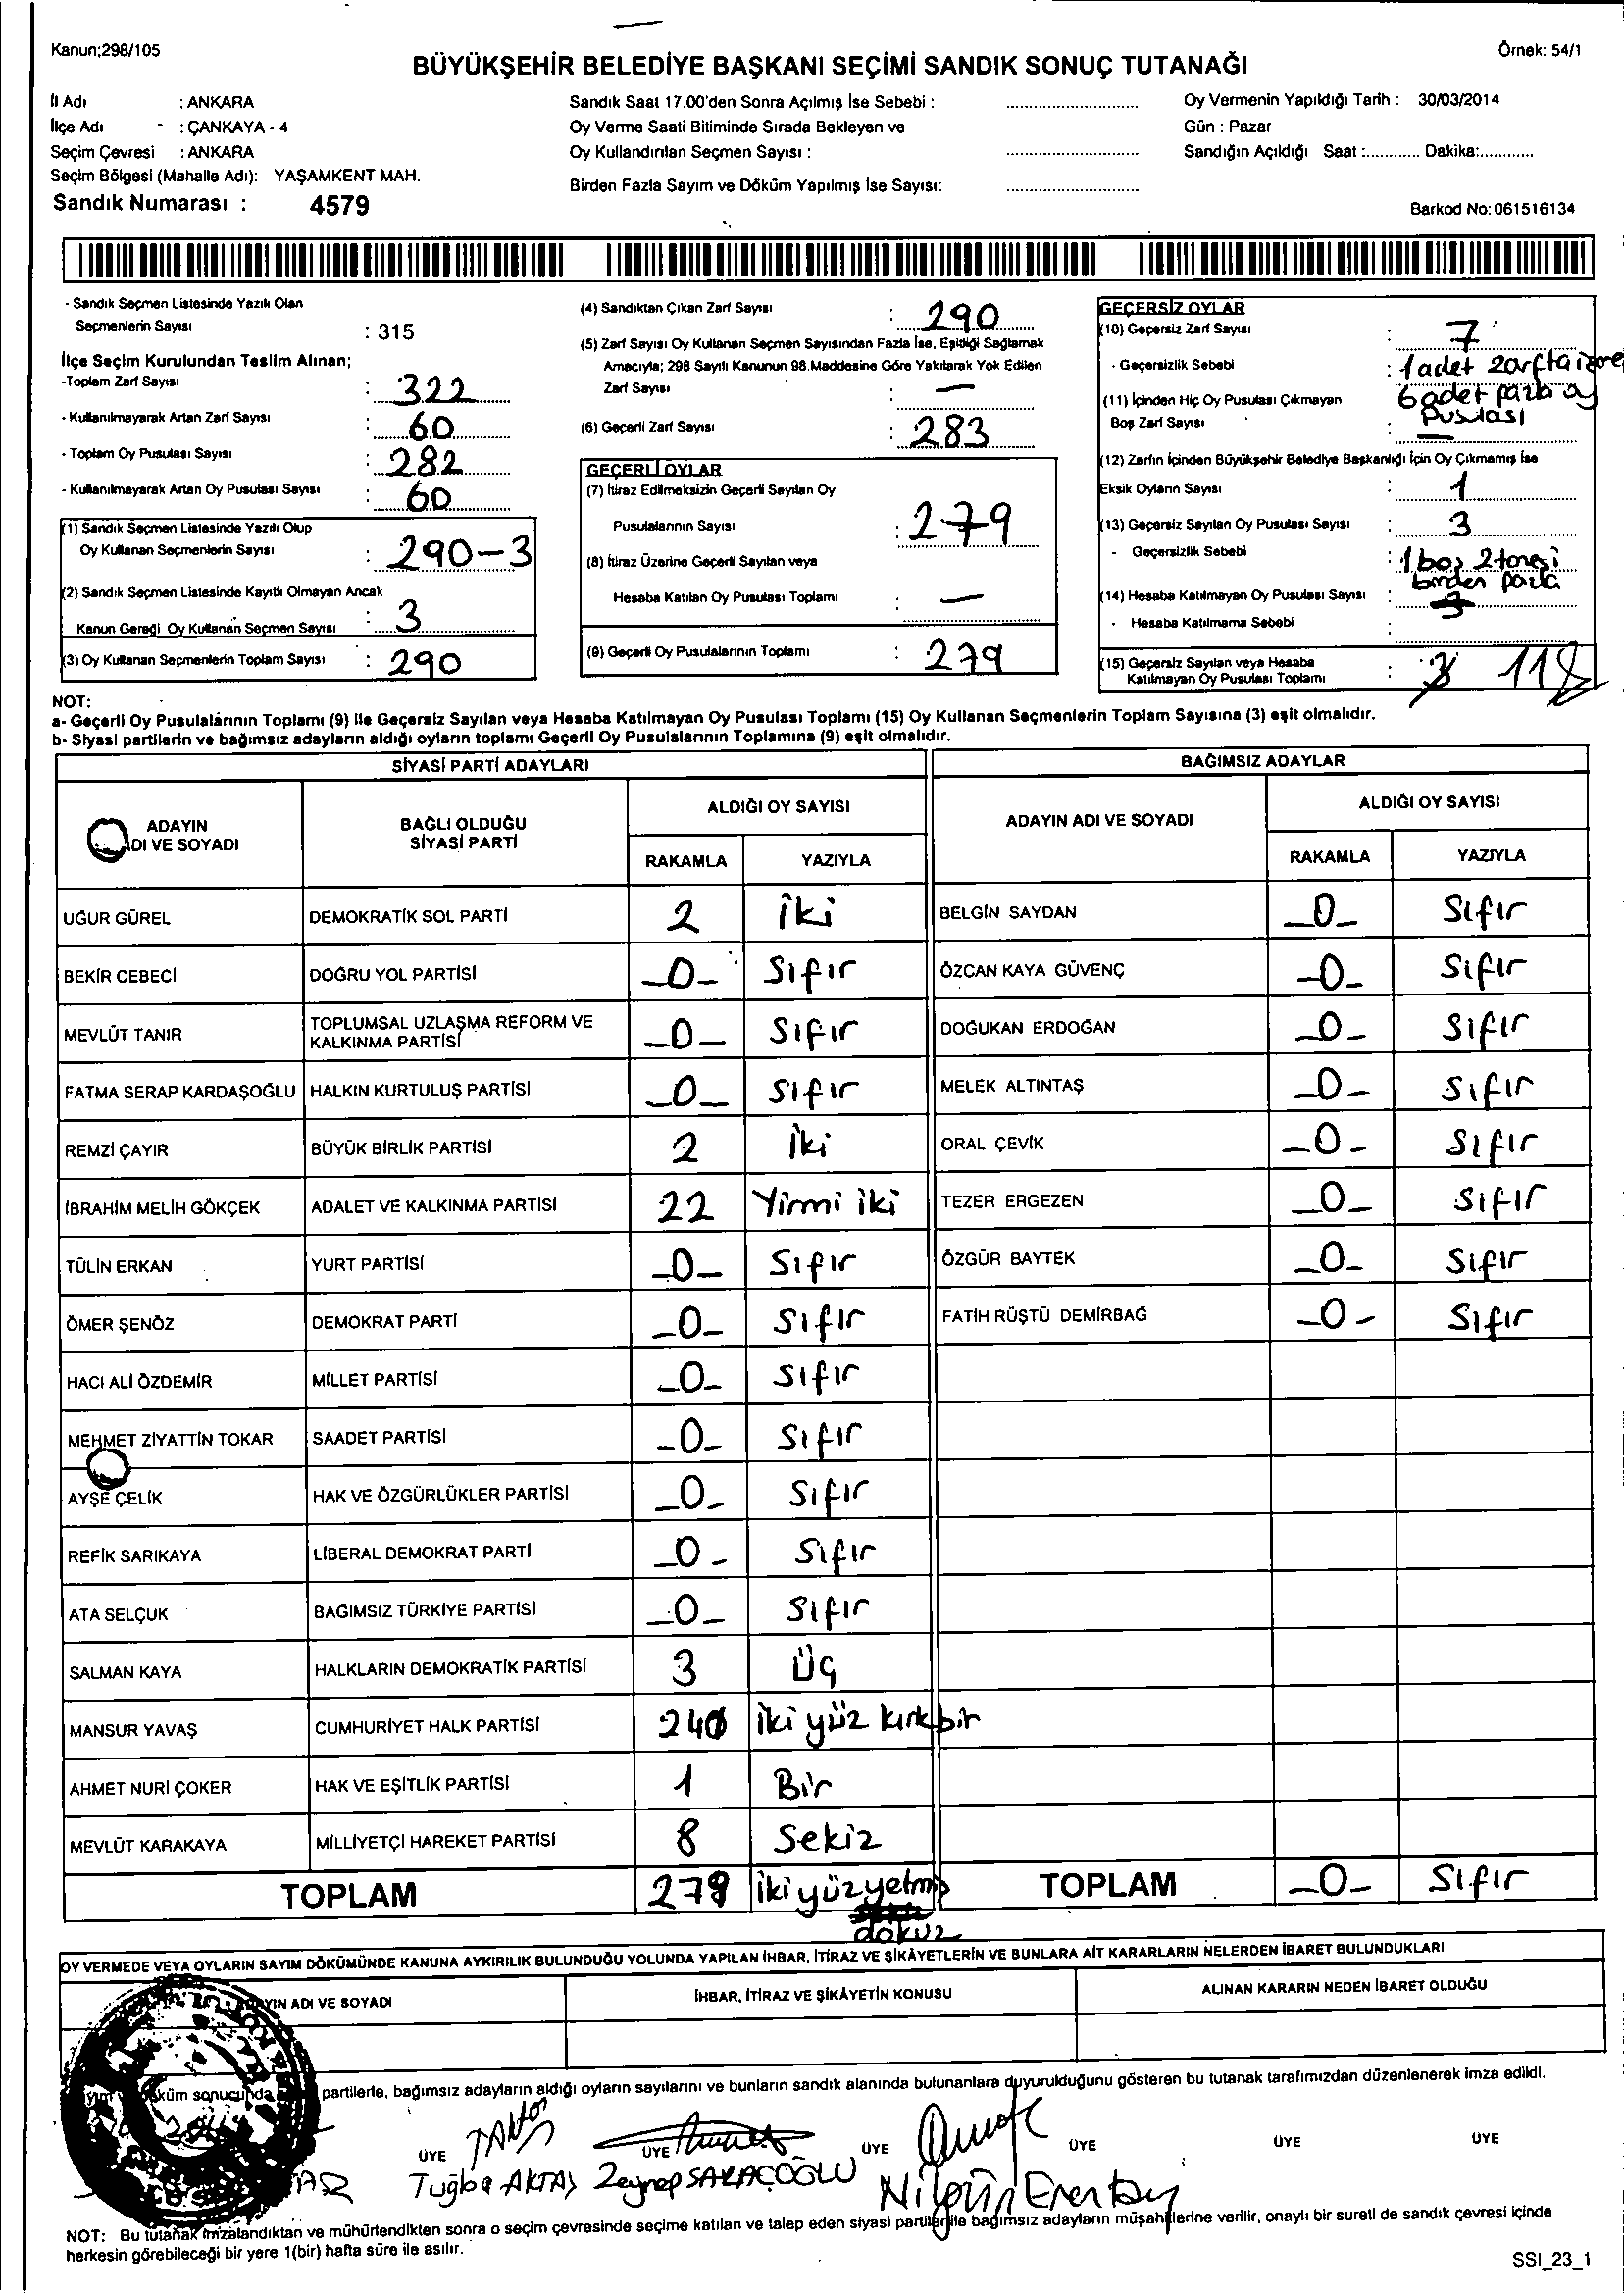 Kanun;298/105
Örnek: 54/1
BÜYÜKŞEHİR BELEDİYE BAŞKANI SEÇİMİ SANDIK SONUÇ TUTANAĞI
İl Adı : ANKARA
İlçe Adı : ÇANKAYA - 4
Seçim Çevresi : ANKARA
Seçim Bölgesi (Mahalle Adı): YAŞAMKENT MAH.
Sandık Numarası : 4579
Sandık Saat 17.00'den Sonra Açılmış İse Sebebi :
Oy Verme Saati Bitiminde Sırada Bekleyen ve
Oy Kullandırılan Seçmen Sayısı :
Birden Fazla Sayım ve Döküm Yapılmış İse Sayısı:
Oy Vermenin Yapıldığı Tarih : 30/03/2014
Gün : Pazar
Sandığın Açıldığı Saat :............ Dakika:............
Barkod No:061516134
- Sandık Seçmen Listesinde Yazılı Olan
Seçmenlerin Sayısı : 315
İlçe Seçim Kurulundan Teslim Alınan;
-Toplam Zarf Sayısı : 322
- Kullanılmayarak Artan Zarf Sayısı : 60
- Toplam Oy Pusulası Sayısı : 282
- Kullanılmayarak Artan Oy Pusulası Sayısı : 60
(1) Sandık Seçmen Listesinde Yazılı Olup
Oy Kullanan Seçmenlerin Sayısı : 290-3
(2) Sandık Seçmen Listesinde Kayıtlı Olmayan Ancak
Kanun Gereği Oy Kullanan Seçmen Sayısı : 3
(3) Oy Kullanan Seçmenlerin Toplam Sayısı : 290
(4) Sandıktan Çıkan Zarf Sayısı : 290
(5) Zarf Sayısı Oy Kullanan Seçmen Sayısından Fazla İse, Eşitliği Sağlamak
Amacıyla; 298 Sayılı Kanunun 98.Maddesine Göre Yakılarak Yok Edilen
Zarf Sayısı : —
(6) Geçerli Zarf Sayısı : 283
GEÇERLİ OYLAR
(7) İtiraz Edilmeksizin Geçerli Sayılan Oy
Pusulalarının Sayısı : 279
(8) İtiraz Üzerine Geçerli Sayılan veya
Hesaba Katılan Oy Pusulası Toplamı : —
(9) Geçerli Oy Pusulalarının Toplamı : 279
GEÇERSİZ OYLAR
(10) Geçersiz Zarf Sayısı : 7
- Geçersizlik Sebebi : 1 adet zarfta
6 adet fazla oy
pusulası
(11) İçinden Hiç Oy Pusulası Çıkmayan
Boş Zarf Sayısı : —
(12) Zarfın İçinden Büyükşehir Belediye Başkanlığı İçin Oy Çıkmamış İse
Eksik Oyların Sayısı : 1
(13) Geçersiz Sayılan Oy Pusulası Sayısı : 3
- Geçersizlik Sebebi : 1 boş 2 tanesi
birden fazla
(14) Hesaba Katılmayan Oy Pusulası Sayısı : 3
- Hesaba Katılmama Sebebi :
(15) Geçersiz Sayılan veya Hesaba
Katılmayan Oy Pusulası Toplamı : 3
NOT:
a- Geçerli Oy Pusulalarının Toplamı (9) ile Geçersiz Sayılan veya Hesaba Katılmayan Oy Pusulası Toplamı (15) Oy Kullanan Seçmenlerin Toplam Sayısına (3) eşit olmalıdır.
b- Siyasi partilerin ve bağımsız adayların aldığı oyların toplamı Geçerli Oy Pusulalarının Toplamına (9) eşit olmalıdır.
SİYASİ PARTİ ADAYLARI
ADAYIN
ADI VE SOYADI
BAĞLI OLDUĞU
SİYASİ PARTİ
ALDIĞI OY SAYISI
RAKAMLA YAZIYLA
UĞUR GÜREL DEMOKRATİK SOL PARTİ 2 iki
BEKİR CEBECİ DOĞRU YOL PARTİSİ -0- Sıfır
MEVLÜT TANIR TOPLUMSAL UZLAŞMA REFORM VE
KALKINMA PARTİSİ -0- Sıfır
FATMA SERAP KARDAŞOĞLU HALKIN KURTULUŞ PARTİSİ -0- Sıfır
REMZİ ÇAYIR BÜYÜK BİRLİK PARTİSİ 2 İki
İBRAHİM MELİH GÖKÇEK ADALET VE KALKINMA PARTİSİ 22 Yirmi iki
TÜLİN ERKAN YURT PARTİSİ -0- Sıfır
ÖMER ŞENÖZ DEMOKRAT PARTİ -0- Sıfır
HACI ALİ ÖZDEMİR MİLLET PARTİSİ -0- Sıfır
MEHMET ZİYATTİN TOKAR SAADET PARTİSİ -0- Sıfır
AYŞE ÇELİK HAK VE ÖZGÜRLÜKLER PARTİSİ -0- Sıfır
REFİK SARIKAYA LİBERAL DEMOKRAT PARTİ -0- Sıfır
ATA SELÇUK BAĞIMSIZ TÜRKİYE PARTİSİ -0- Sıfır
SALMAN KAYA HALKLARIN DEMOKRATİK PARTİSİ 3 Üç
MANSUR YAVAŞ CUMHURİYET HALK PARTİSİ iki yüz kırk bir
AHMET NURİ ÇOKER HAK VE EŞİTLİK PARTİSİ 1 Bir
MEVLÜT KARAKAYA MİLLİYETÇİ HAREKET PARTİSİ 8 Sekiz
TOPLAM 279 iki yüz yetmiş
dokuz
BAĞIMSIZ ADAYLAR
ADAYIN ADI VE SOYADI
ALDIĞI OY SAYISI
RAKAMLA YAZIYLA
BELGİN SAYDAN -0- Sıfır
ÖZCAN KAYA GÜVENÇ -0- Sıfır
DOĞUKAN ERDOĞAN -0- Sıfır
MELEK ALTINTAŞ -0- Sıfır
ORAL ÇEVİK -0- Sıfır
TEZER ERGEZEN -0- Sıfır
ÖZGÜR BAYTEK -0- Sıfır
FATİH RÜŞTÜ DEMİRBAĞ -0- Sıfır
TOPLAM -0- Sıfır
OY VERMEDE VEYA OYLARIN SAYIM DÖKÜMÜNDE KANUNA AYKIRILIK BULUNDUĞU YOLUNDA YAPILAN İHBAR, İTİRAZ VE ŞİKÂYETLERİN VE BUNLARA AİT KARARLARIN NELERDEN İBARET BULUNDUKLARI
ADI VE SOYADI
İHBAR, İTİRAZ VE ŞİKÂYETİN KONUSU
ALINAN KARARIN NEDEN İBARET OLDUĞU
sonucunda partilerle, bağımsız adayların aldığı oyların sayılarını ve bunların sandık alanında bulunanlara duyurulduğunu gösteren bu tutanak tarafımızdan düzenlenerek imza edildi.
ÜYE ÜYE ÜYE ÜYE ÜYE ÜYE
Tuğba AKTAŞ Zeynep SARAÇOĞLU Nilgün
NOT: Bu tutanak imzalandıktan ve mühürlendikten sonra o seçim çevresinde seçime katılan ve talep eden siyasi partiler ile bağımsız adayların müşahitlerine verilir, onaylı bir sureti de sandık çevresi içinde
herkesin görebileceği bir yere 1(bir) hafta süre ile asılır.
SSI_23_1